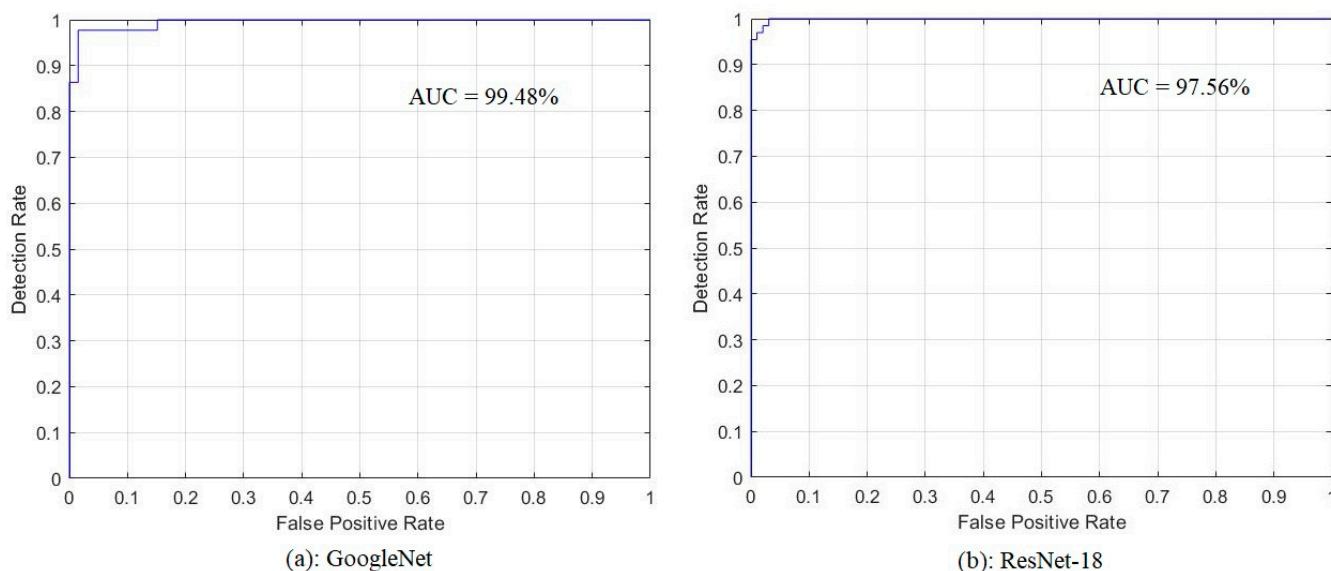 1
0.9
0.8
0.7
0.6
0.5
0.4
0.3
0.2
0.1
0
Detection Rate
AUC = 99.48%
0 0.1 0.2 0.3 0.4 0.5 0.6 0.7 0.8 0.9 1
False Positive Rate
(a): GoogleNet
1
0.9
0.8
0.7
0.6
0.5
0.4
0.3
0.2
0.1
0
Detection Rate
AUC = 97.56%
0 0.1 0.2 0.3 0.4 0.5 0.6 0.7 0.8 0.9 1
False Positive Rate
(b): ResNet-18